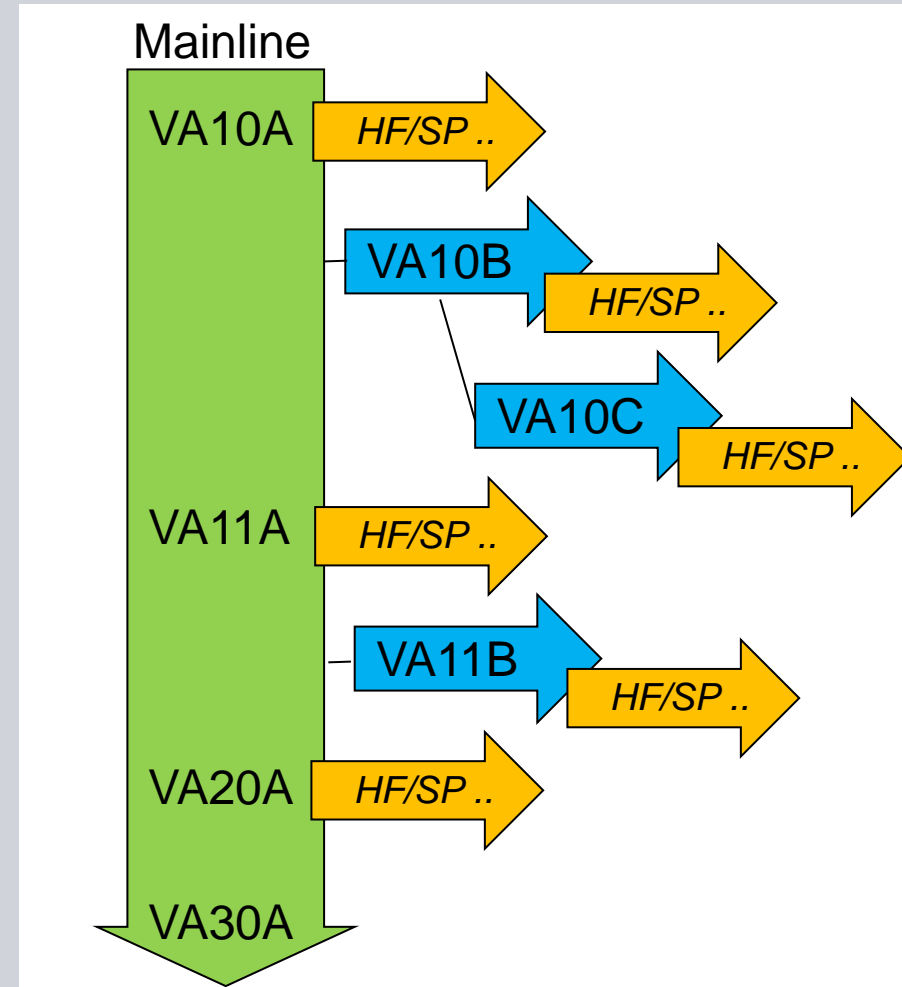 Mainline
VA10A
HF/SP ..
VA10B
HF/SP ..
VA10C
HF/SP ..
VA11A
HF/SP ..
VA11B
HF/SP ..
VA20A
HF/SP ..
VA30A